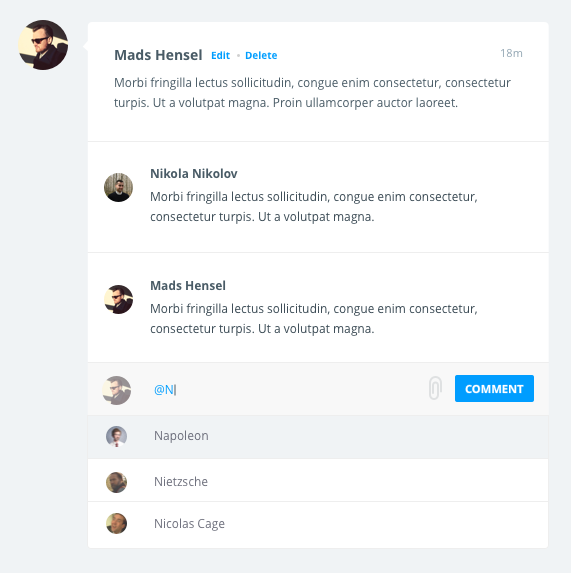 Mads Hensel Edit • Delete 18m
Morbi fringilla lectus sollicitudin, congue enim consectetur, consectetur
turpis. Ut a volutpat magna. Proin ullamcorper auctor laoreet.
Nikola Nikolov
Morbi fringilla lectus sollicitudin, congue enim consectetur,
consectetur turpis. Ut a volutpat magna.
Mads Hensel
Morbi fringilla lectus sollicitudin, congue enim consectetur,
consectetur turpis. Ut a volutpat magna.
@N COMMENT
Napoleon
Nietzsche
Nicolas Cage